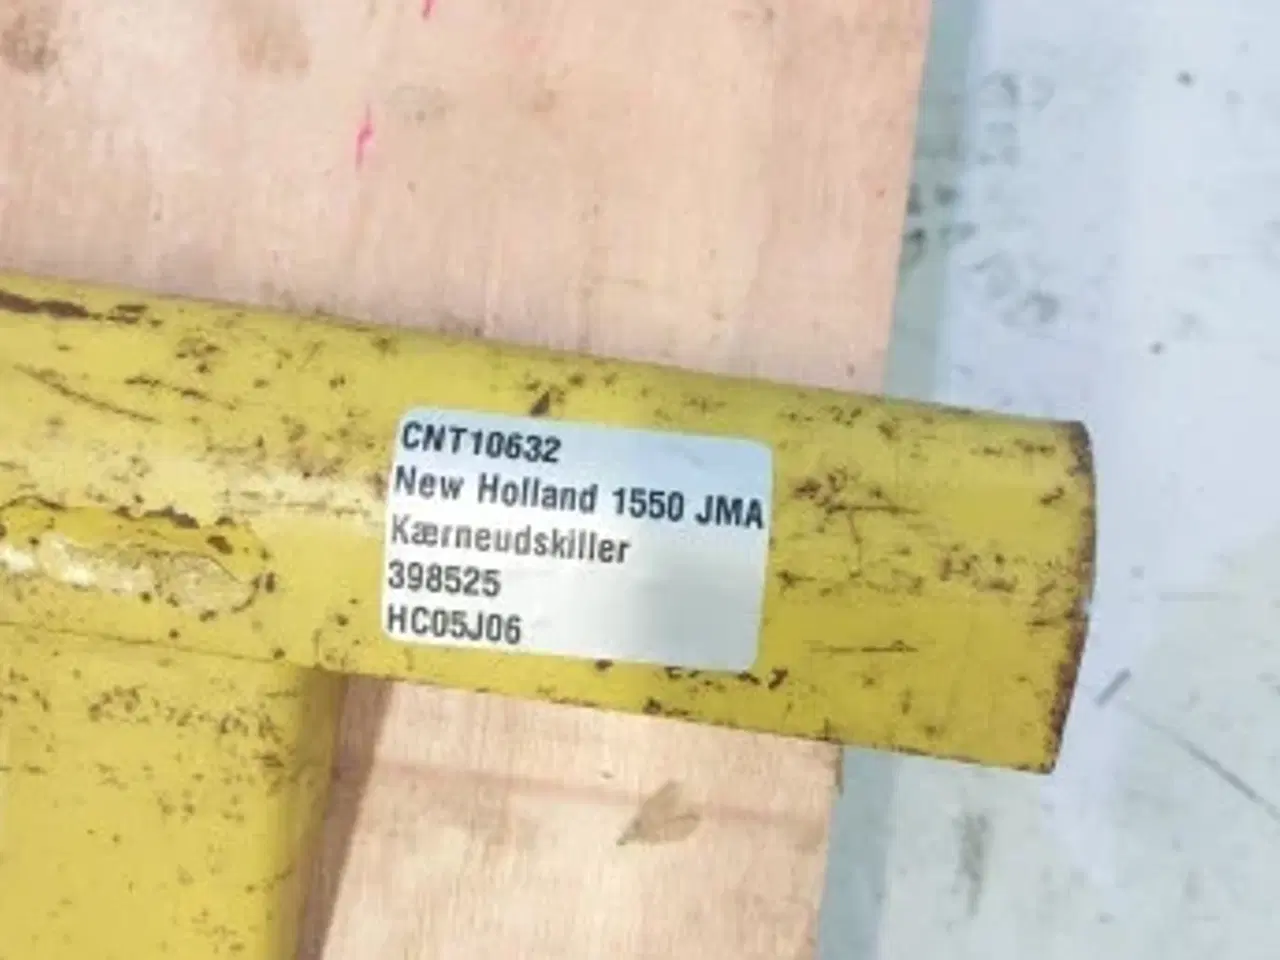 CNT10632
New Holland 1550 JMA
Kærneudskiller
398525
HC05J06